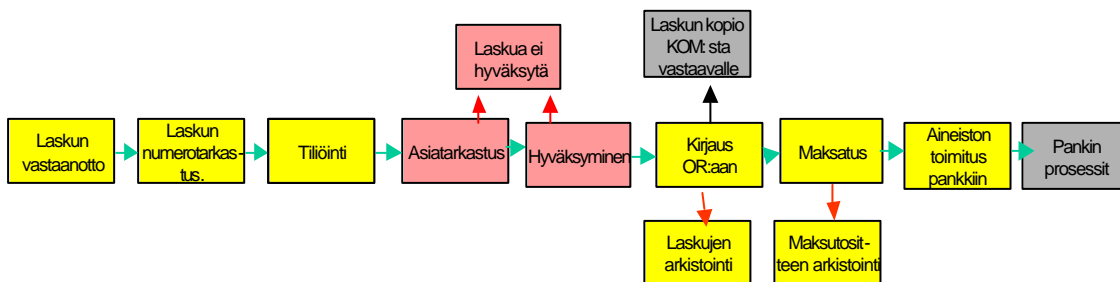 Laskua ei
hyväksytä
Laskun kopio
KOM: sta
vastaavalle
Laskun
vastaanotto
Laskun
numerotarkas-
tus.
Tiliöinti
Asiatarkastus
Hyväksyminen
Kirjaus
OR:aan
Maksatus
Aineiston
toimitus
pankkiin
Pankin
prosessit
Laskujen
arkistointi
Maksutosit-
teen arkistointi